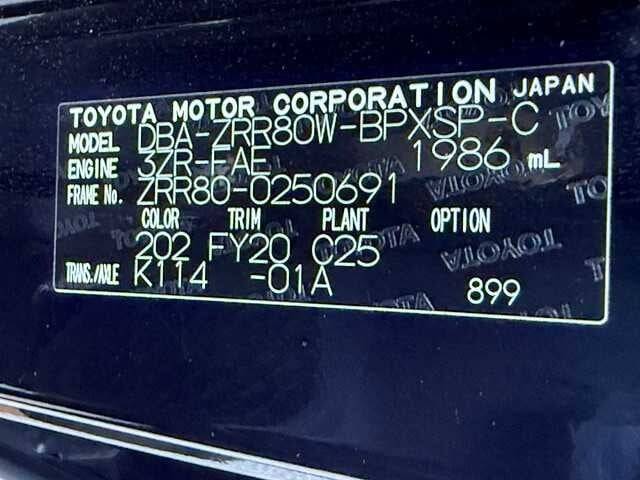 TOYOTA MOTOR CORPORATION JAPAN
MODEL DBA-ZRR80W-BPXSP-C
ENGINE 3ZR-FAE 1986 mL
FRAME No. ZRR80-0250691
COLOR TRIM PLANT OPTION
202 FY20 C25
TRANS./AXLE K114 -01A 899